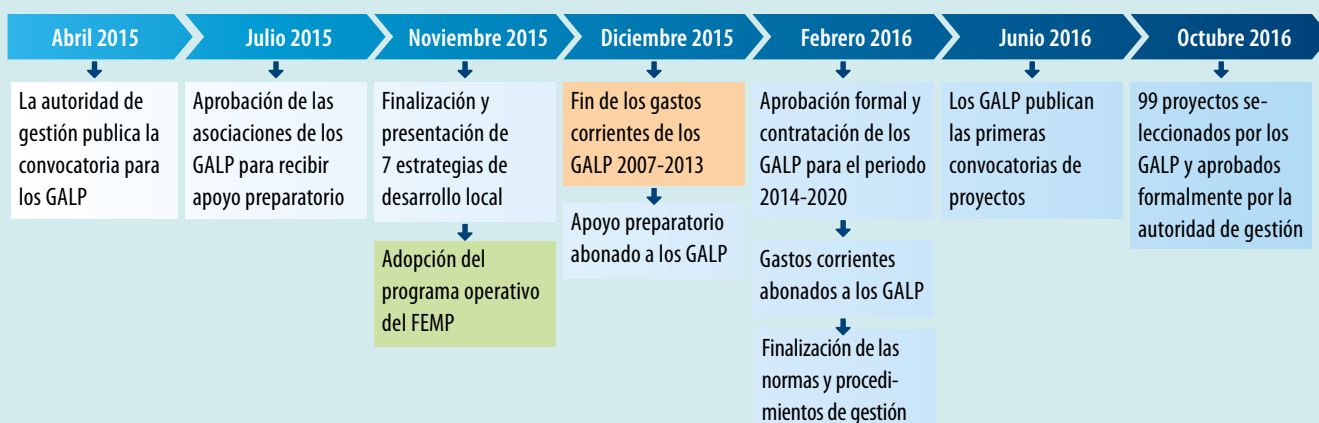 Abril 2015
Julio 2015
Noviembre 2015
Diciembre 2015
Febrero 2016
Junio 2016
Octubre 2016
La autoridad de
gestión publica la
convocatoria para
los GALP
Aprobación de las
asociaciones de los
GALP para recibir
apoyo preparatorio
Finalización y
presentación de
7 estrategias de
desarrollo local
Adopción del
programa operativo
del FEMP
Fin de los gastos
corrientes de los
GALP 2007-2013
Apoyo preparatorio
abonado a los GALP
Aprobación formal y
contratación de los
GALP para el periodo
2014-2020
Gastos corrientes
abonados a los GALP
Finalización de las
normas y procedi-
mientos de gestión
Los GALP publican
las primeras
convocatorias de
proyectos
99 proyectos se-
leccionados por los
GALP y aprobados
formalmente por la
autoridad de gestión